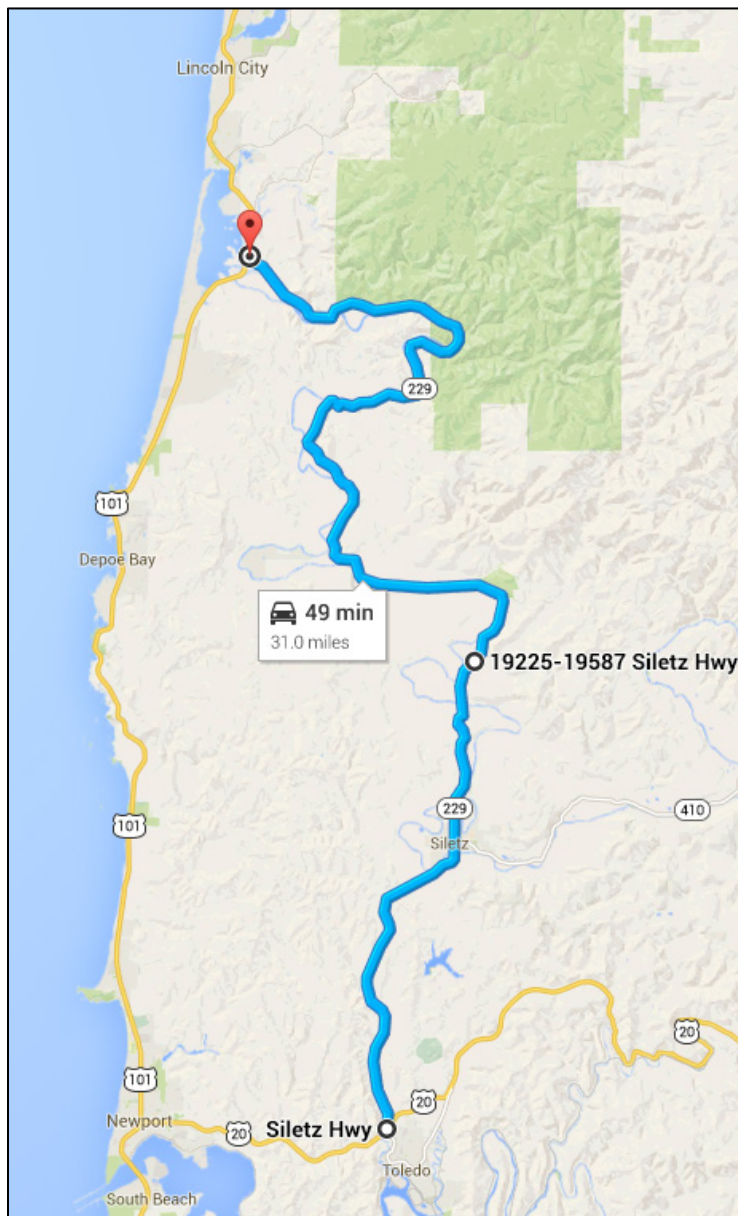 Lincoln City
229
101
Depoe Bay
49 min
31.0 miles
19225-19587 Siletz Hwy
101
229
410
Siletz
20
101
20
Newport
20
Siletz Hwy
Toledo
South Beach